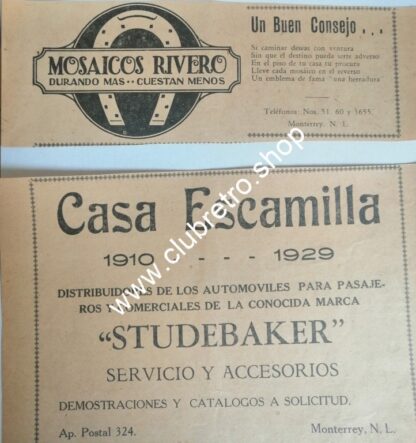 MOSAICOS RIVERO
DURANDO MAS··CUESTAN MENOS
Un Buen Consejo...
Si caminar deseas con ventura
Sin que el destino pueda serte adverso
En el piso de tu casa tu procura
Lleve cada mosaico en el reverso
Un emblema de fama "una herradura"
Teléfonos: Nos. 51, 60 y 3655.
Monterrey, N. L.
Casa Escamilla
1910 - - - 1929
DISTRIBUIDORES DE LOS AUTOMOVILES PARA PASAJE-
ROS Y COMERCIALES DE LA CONOCIDA MARCA
"STUDEBAKER"
SERVICIO Y ACCESORIOS
DEMOSTRACIONES Y CATALOGOS A SOLICITUD.
Ap. Postal 324. Monterrey, N. L.
www.clubretro.shop